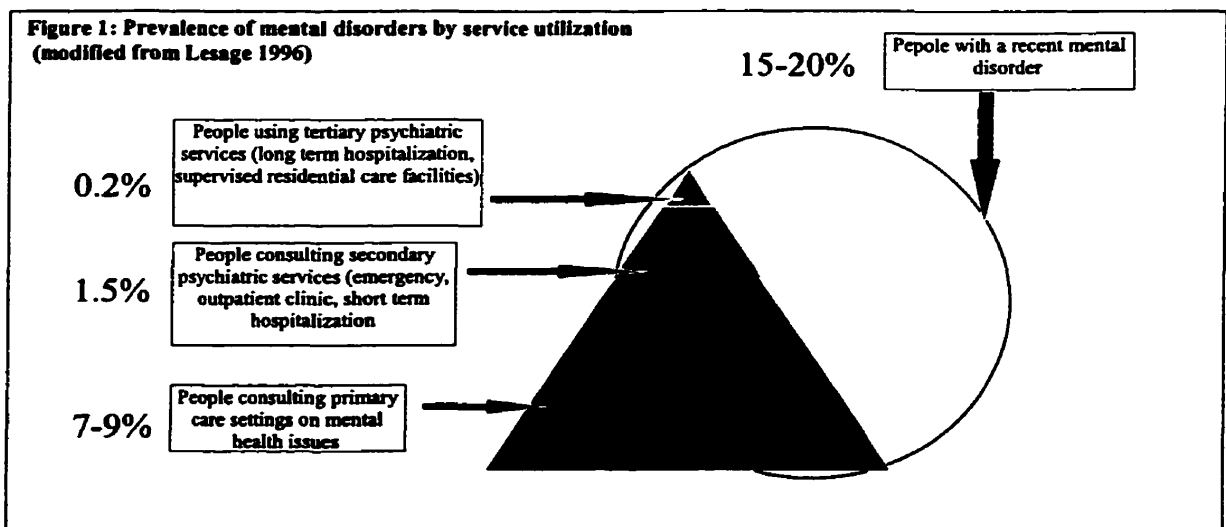 Figure 1: Prevalence of mental disorders by service utilization
(modified from Lesage 1996)
15-20%
Pepole with a recent mental
disorder
0.2%
People using tertiary psychiatric
services (long term hospitalization,
supervised residential care facilities)
1.5%
People consulting secondary
psychiatric services (emergency,
outpatient clinic, short term
hospitalization
7-9%
People consulting primary
care settings on mental
health issues